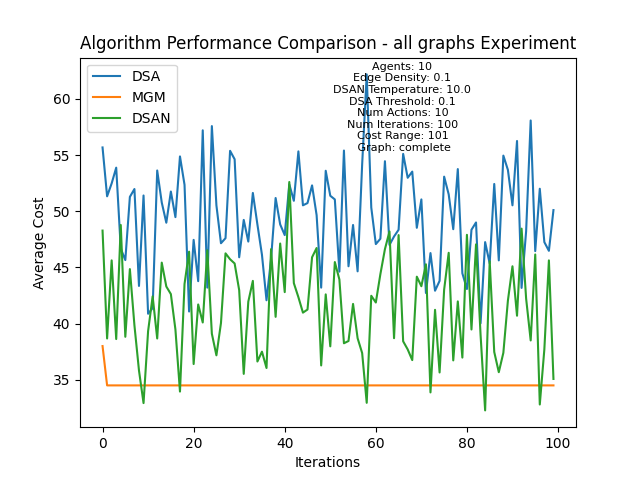 Algorithm Performance Comparison - all graphs Experiment
DSA
MGM
DSAN
Agents: 10
Edge Density: 0.1
DSAN Temperature: 10.0
DSA Threshold: 0.1
Num Actions: 10
Num Iterations: 100
Cost Range: 101
Graph: complete
Average Cost
60
55
50
45
40
35
0
20
40
60
80
100
Iterations